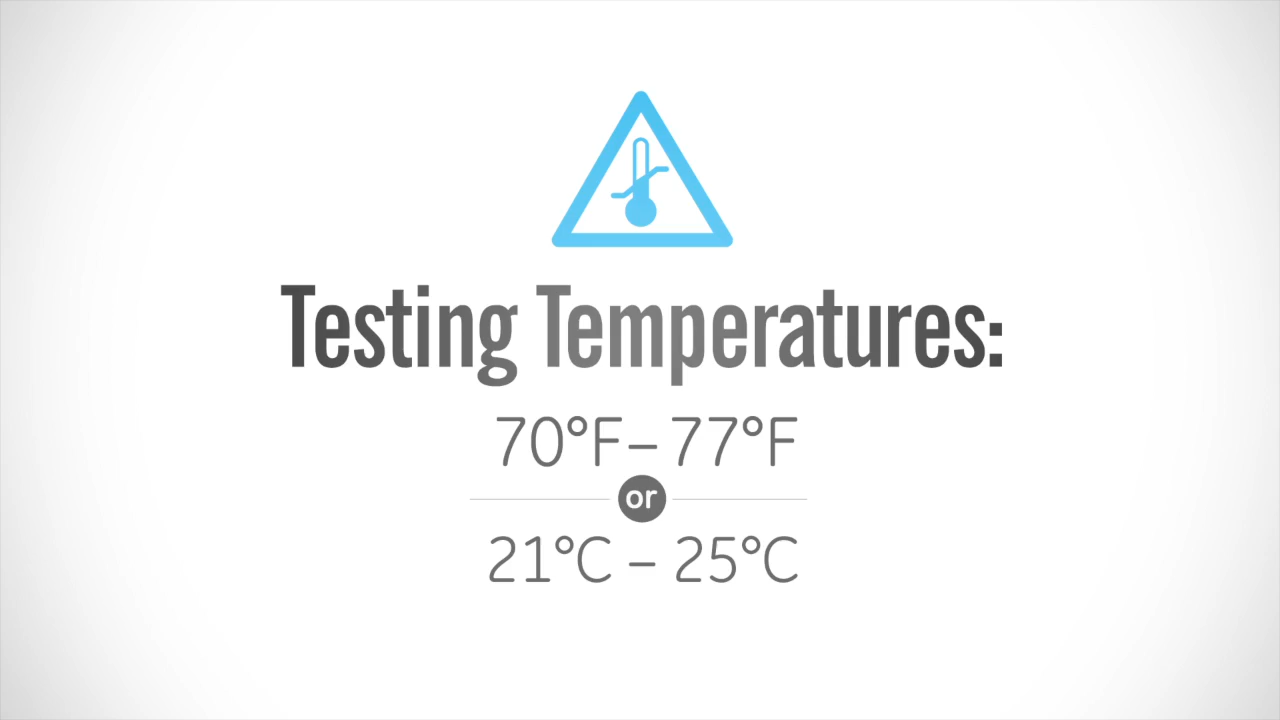 Testing Temperatures:
70°F– 77°F
or
21°C – 25°C